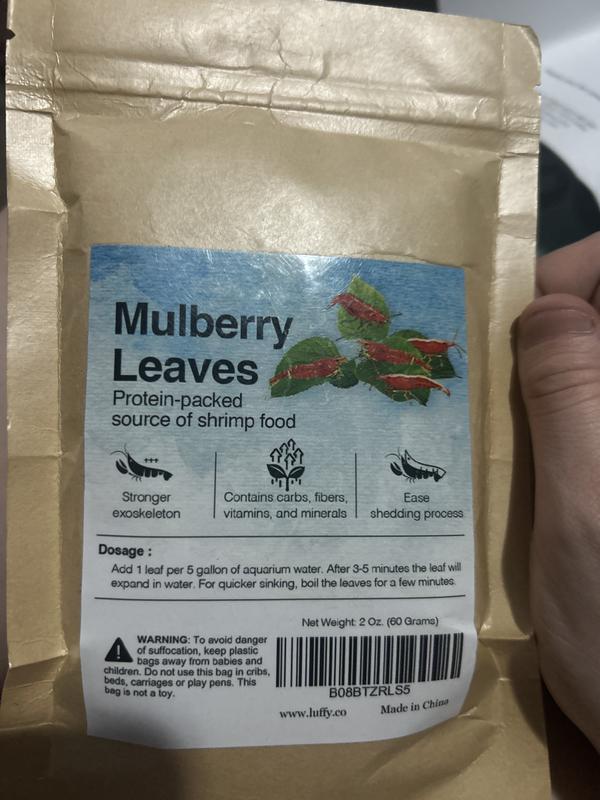 Mulberry
Leaves
Protein-packed
source of shrimp food
Stronger
exoskeleton
Contains carbs, fibers,
vitamins, and minerals
Ease
shedding process
Dosage :
Add 1 leaf per 5 gallon of aquarium water. After 3-5 minutes the leaf will
expand in water. For quicker sinking, boil the leaves for a few minutes.
Net Weight: 2 Oz. (60 Grams)
WARNING: To avoid danger
of suffocation, keep plastic
bags away from babies and
children. Do not use this bag in cribs,
beds, carriages or play pens. This
bag is not a toy.
B08BTZRLS5
www.luffy.co
Made in China